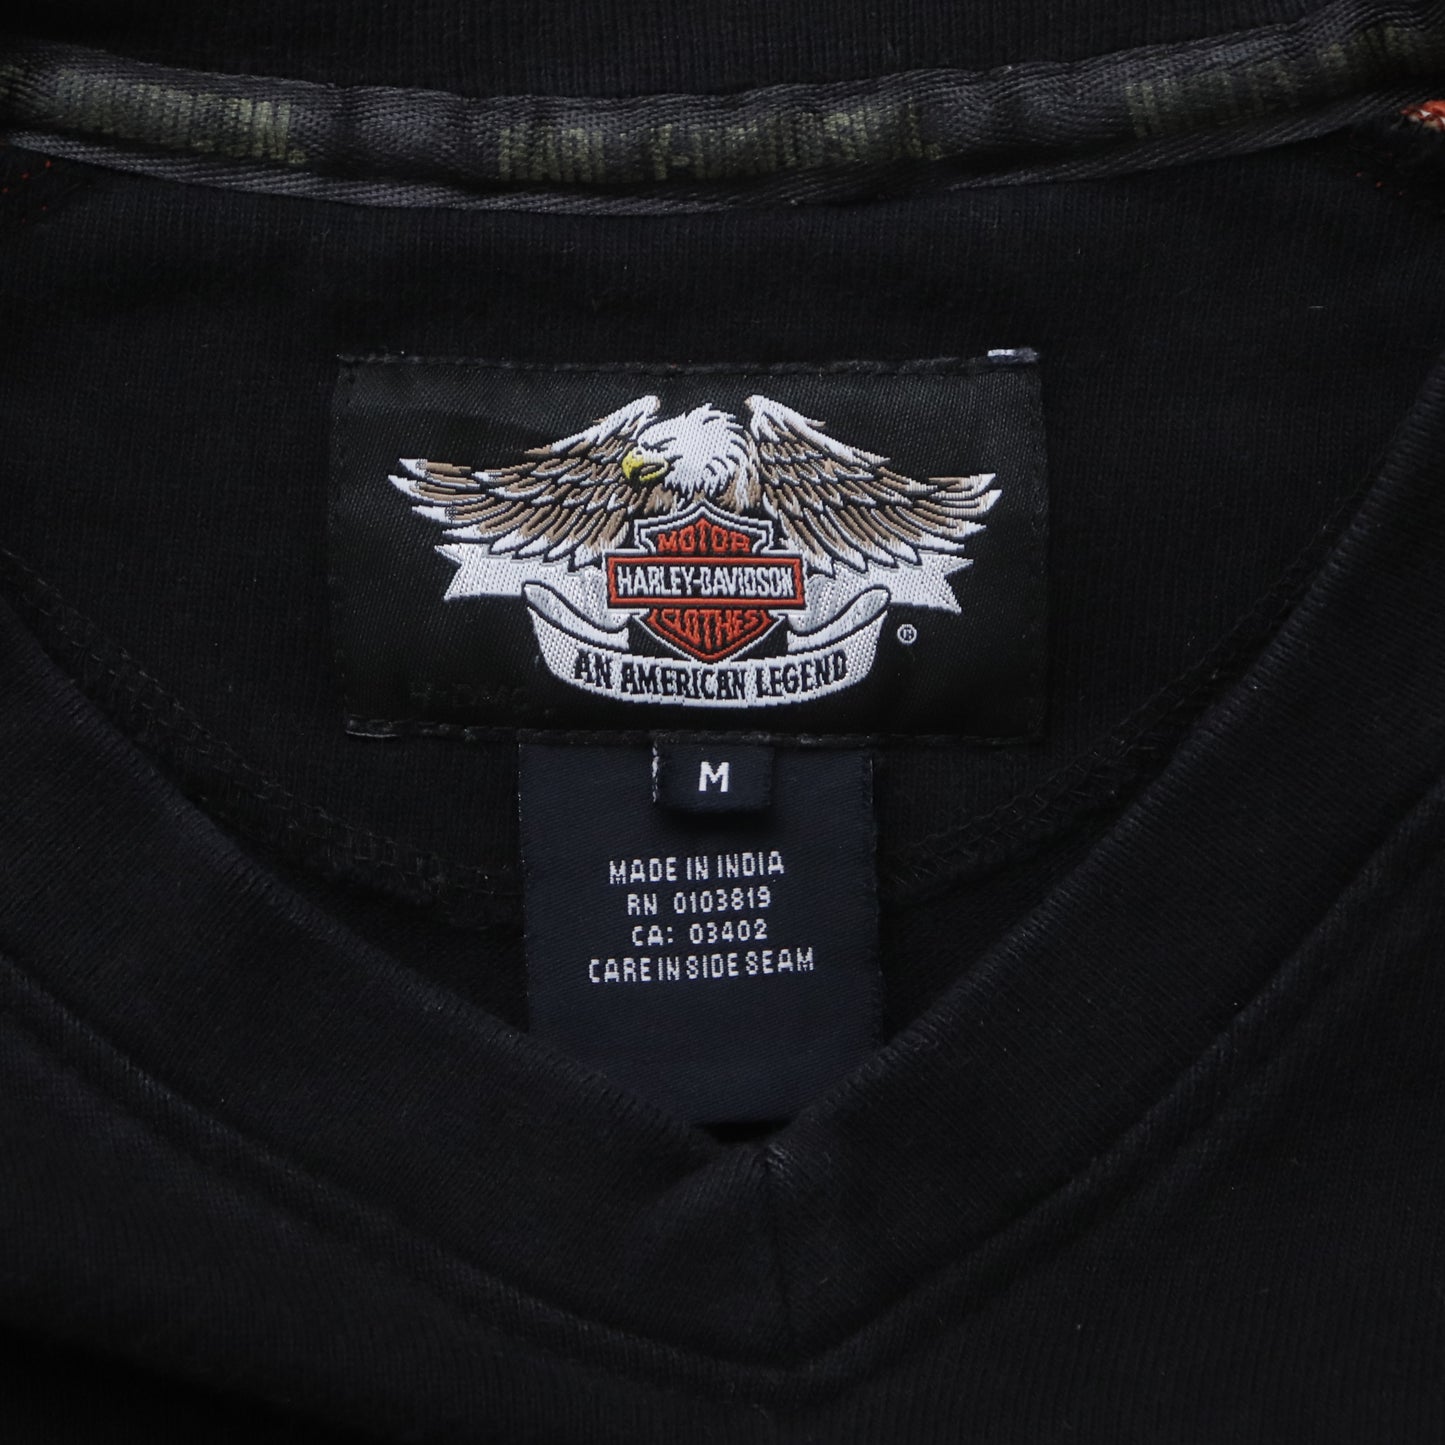 MOTOR
HARLEY-DAVIDSON
CLOTHES
AN AMERICAN LEGEND
®
M
MADE IN INDIA
RN 0103819
CA: 03402
CARE IN SIDE SEAM